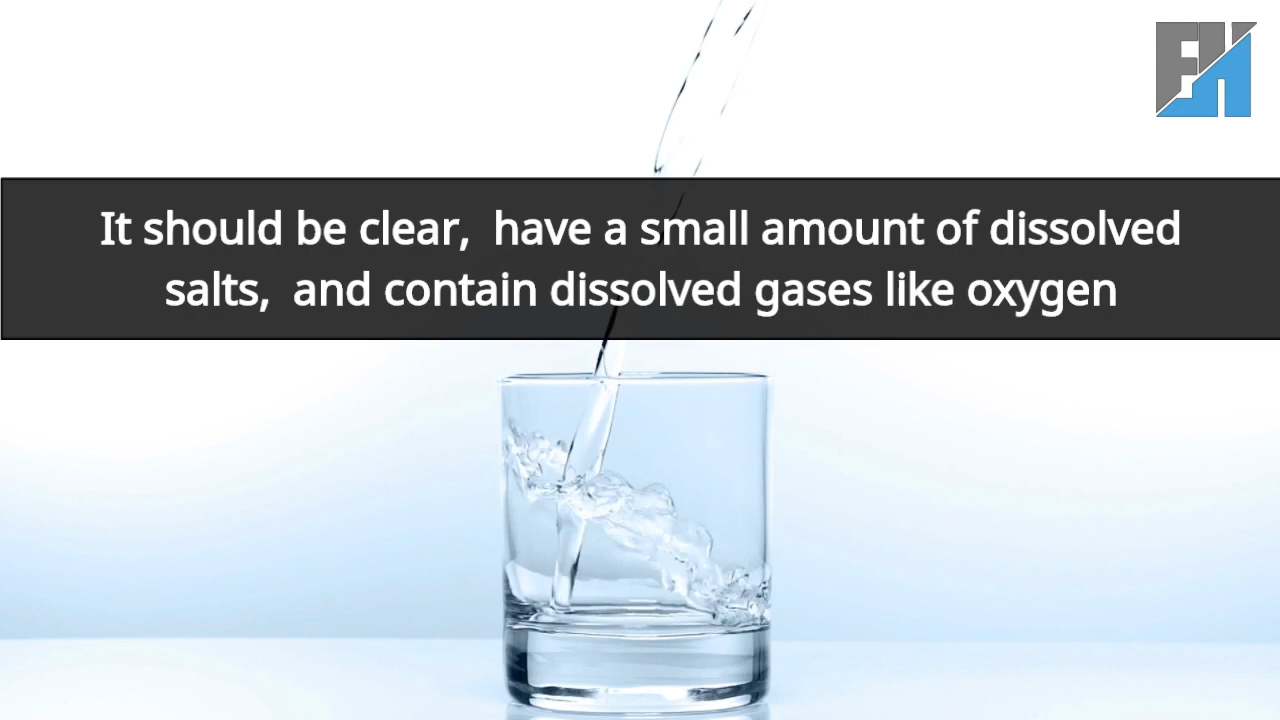 It should be clear,  have a small amount of dissolved
salts,  and contain dissolved gases like oxygen